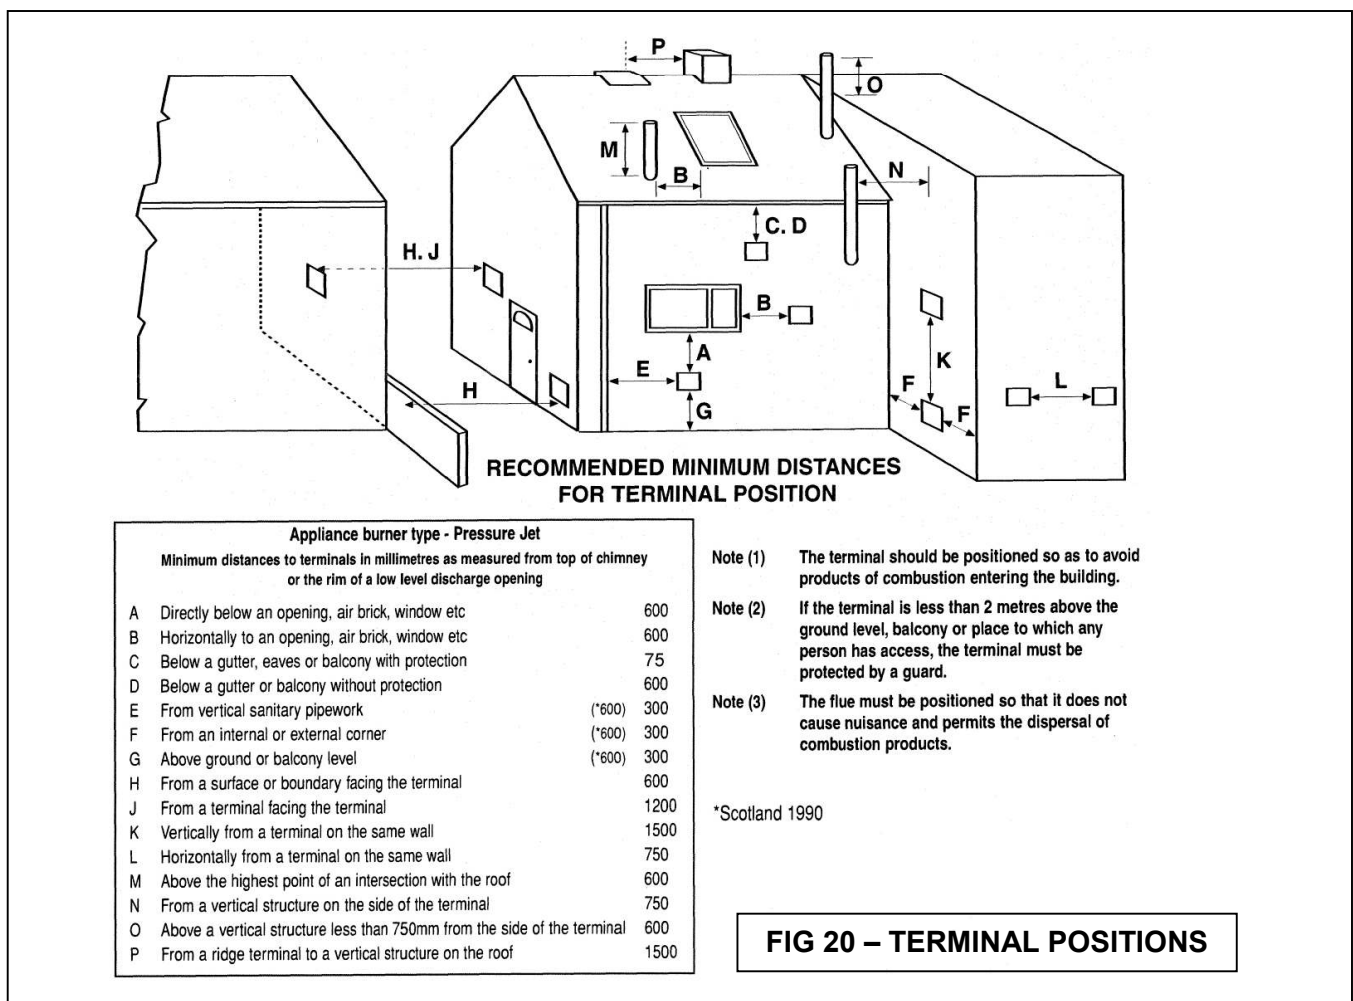 P
O
M
B
N
C. D
H. J
B
A
K
E
F
L
H
G
F
RECOMMENDED MINIMUM DISTANCES
FOR TERMINAL POSITION
Appliance burner type - Pressure Jet
Minimum distances to terminals in millimetres as measured from top of chimney
or the rim of a low level discharge opening
A Directly below an opening, air brick, window etc 600
B Horizontally to an opening, air brick, window etc 600
C Below a gutter, eaves or balcony with protection 75
D Below a gutter or balcony without protection 600
E From vertical sanitary pipework (*600) 300
F From an internal or external corner (*600) 300
G Above ground or balcony level (*600) 300
H From a surface or boundary facing the terminal 600
J From a terminal facing the terminal 1200
K Vertically from a terminal on the same wall 1500
L Horizontally from a terminal on the same wall 750
M Above the highest point of an intersection with the roof 600
N From a vertical structure on the side of the terminal 750
O Above a vertical structure less than 750mm from the side of the terminal 600
P From a ridge terminal to a vertical structure on the roof 1500
Note (1) The terminal should be positioned so as to avoid
products of combustion entering the building.
Note (2) If the terminal is less than 2 metres above the
ground level, balcony or place to which any
person has access, the terminal must be
protected by a guard.
Note (3) The flue must be positioned so that it does not
cause nuisance and permits the dispersal of
combustion products.
*Scotland 1990
FIG 20 – TERMINAL POSITIONS